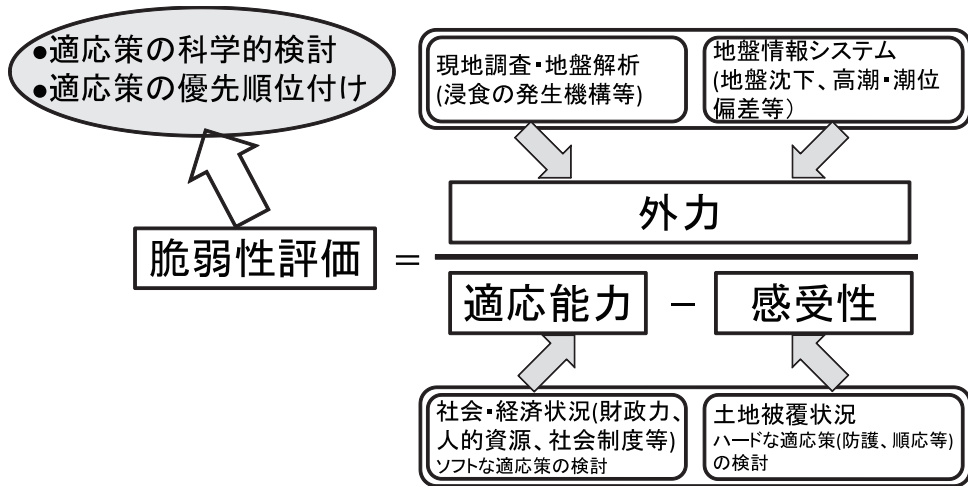 ●適応策の科学的検討
●適応策の優先順位付け
現地調査・地盤解析
(浸食の発生機構等)
地盤情報システム
(地盤沈下、高潮・潮位
偏差等）
外力
脆弱性評価
=
適応能力
－
感受性
社会・経済状況(財政力、
人的資源、社会制度等)
ソフトな適応策の検討
土地被覆状況
ハードな適応策(防護、順応等)
の検討